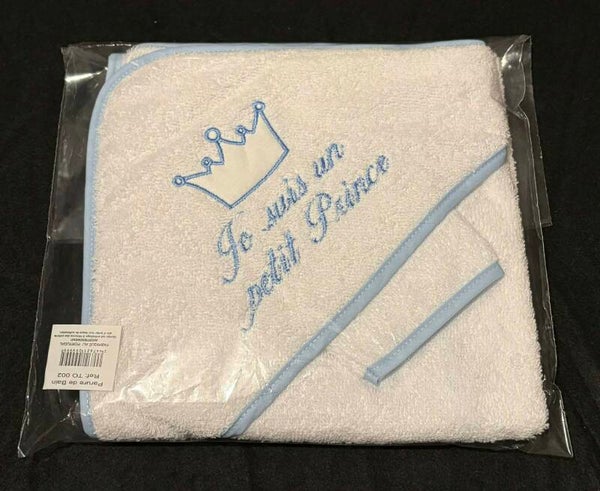 Je suis un
petit Prince
Parure de Bain
Ref: TO 002